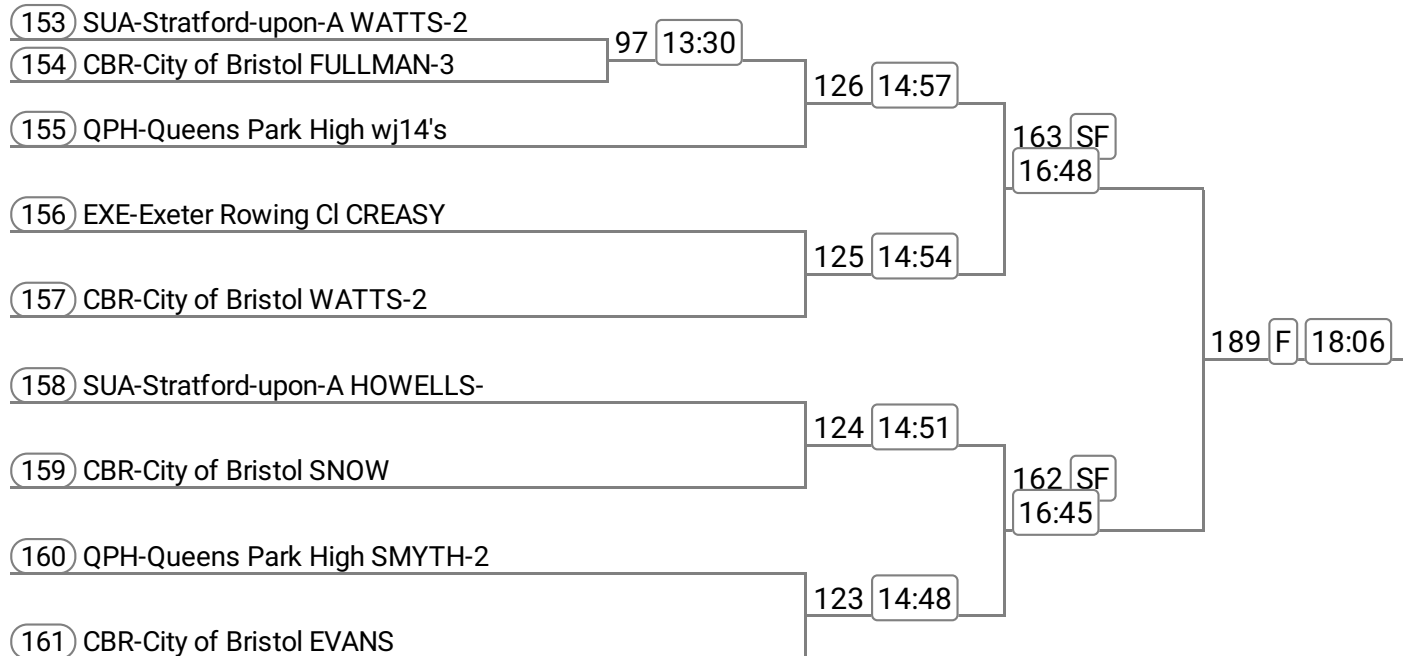 153 SUA-Stratford-upon-A WATTS-2
97 13:30
154 CBR-City of Bristol FULLMAN-3
126 14:57
155 QPH-Queens Park High wj14's
163 SF
16:48
156 EXE-Exeter Rowing Cl CREASY
125 14:54
157 CBR-City of Bristol WATTS-2
189 F 18:06
158 SUA-Stratford-upon-A HOWELLS-
124 14:51
159 CBR-City of Bristol SNOW
162 SF
16:45
160 QPH-Queens Park High SMYTH-2
123 14:48
161 CBR-City of Bristol EVANS